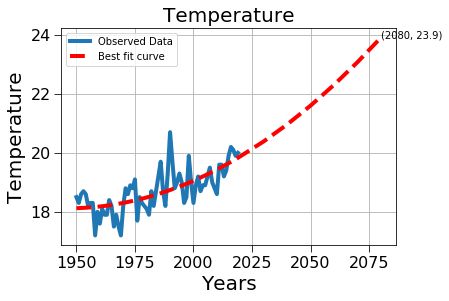 Temperature
(2080, 23.9)
Observed Data
Best fit curve
24
22
20
18
Temperature
1950
1975
2000
2025
2050
2075
Years